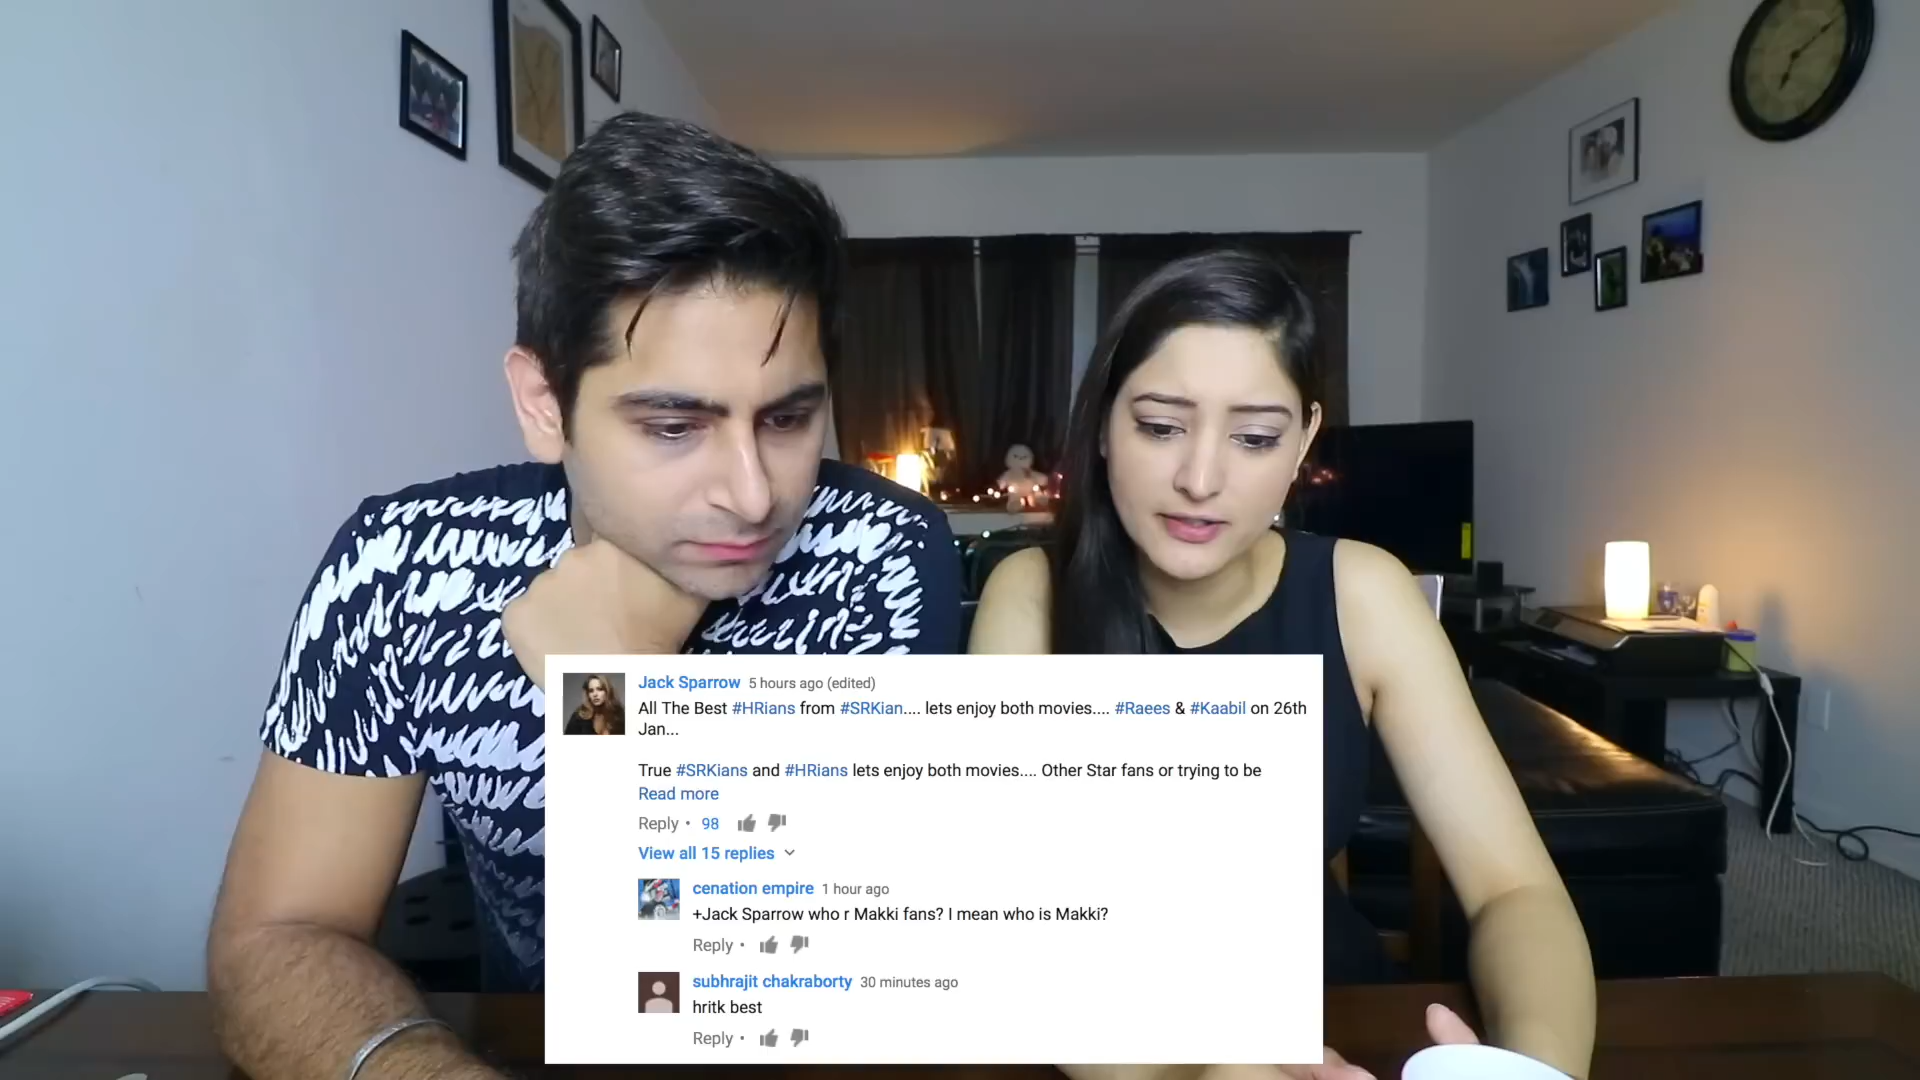 Jack Sparrow 5 hours ago (edited)
All The Best #HRians from #SRKian.... lets enjoy both movies.... #Raees & #Kaabil on 26th
Jan...
True #SRKians and #HRians lets enjoy both movies.... Other Star fans or trying to be
Read more
Reply • 98
View all 15 replies
cenation empire 1 hour ago
+Jack Sparrow who r Makki fans? I mean who is Makki?
Reply •
subhrajit chakraborty 30 minutes ago
hritk best
Reply •